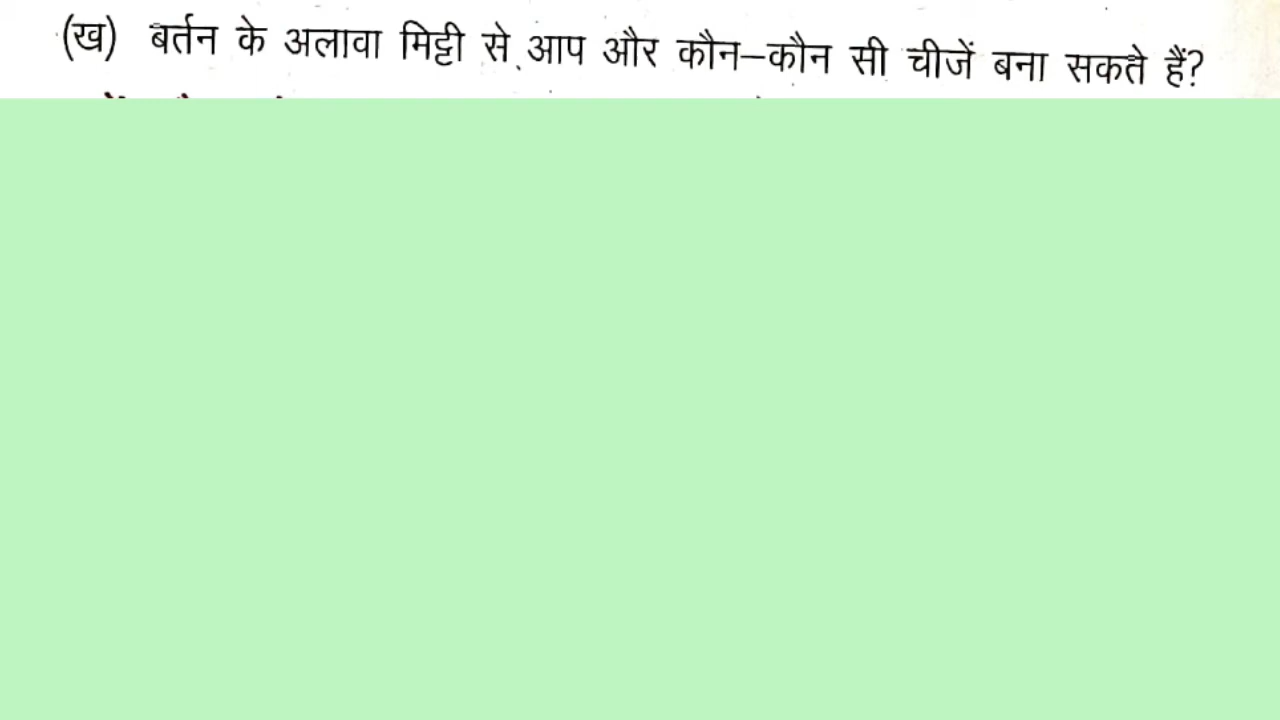 (ख) बर्तन के अलावा मिट्टी से आप और कौन–कौन सी चीजें बना सकते हैं?